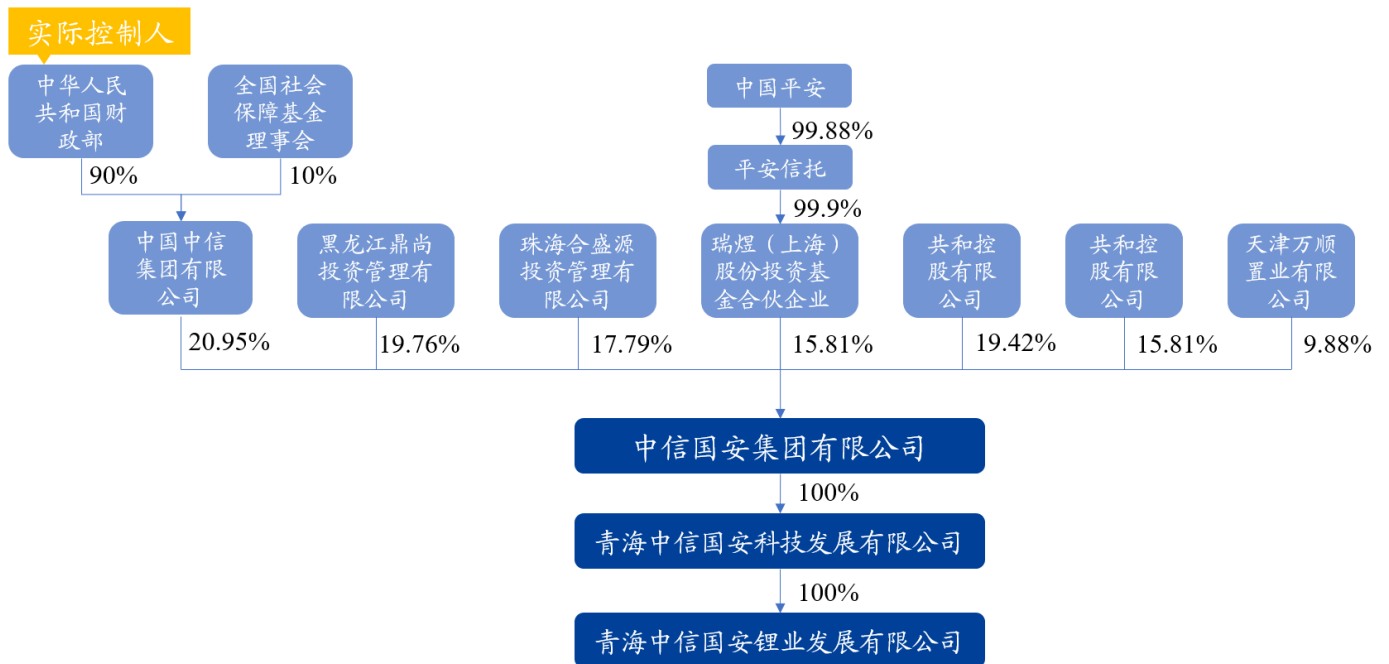 实际控制人
中华人民
共和国财
政部
全国社会
保障基金
理事会
中国平安
99.88%
90%
10%
平安信托
99.9%
中国中信
集团有限
公司
黑龙江鼎尚
投资管理有
限公司
珠海合盛源
投资管理有
限公司
瑞煜（上海）
股份投资基
金合伙企业
共和控
股有限
公司
共和控
股有限
公司
天津万顺
置业有限
公司
20.95%
19.76%
17.79%
15.81%
19.42%
15.81%
9.88%
中信国安集团有限公司
100%
青海中信国安科技发展有限公司
100%
青海中信国安锂业发展有限公司